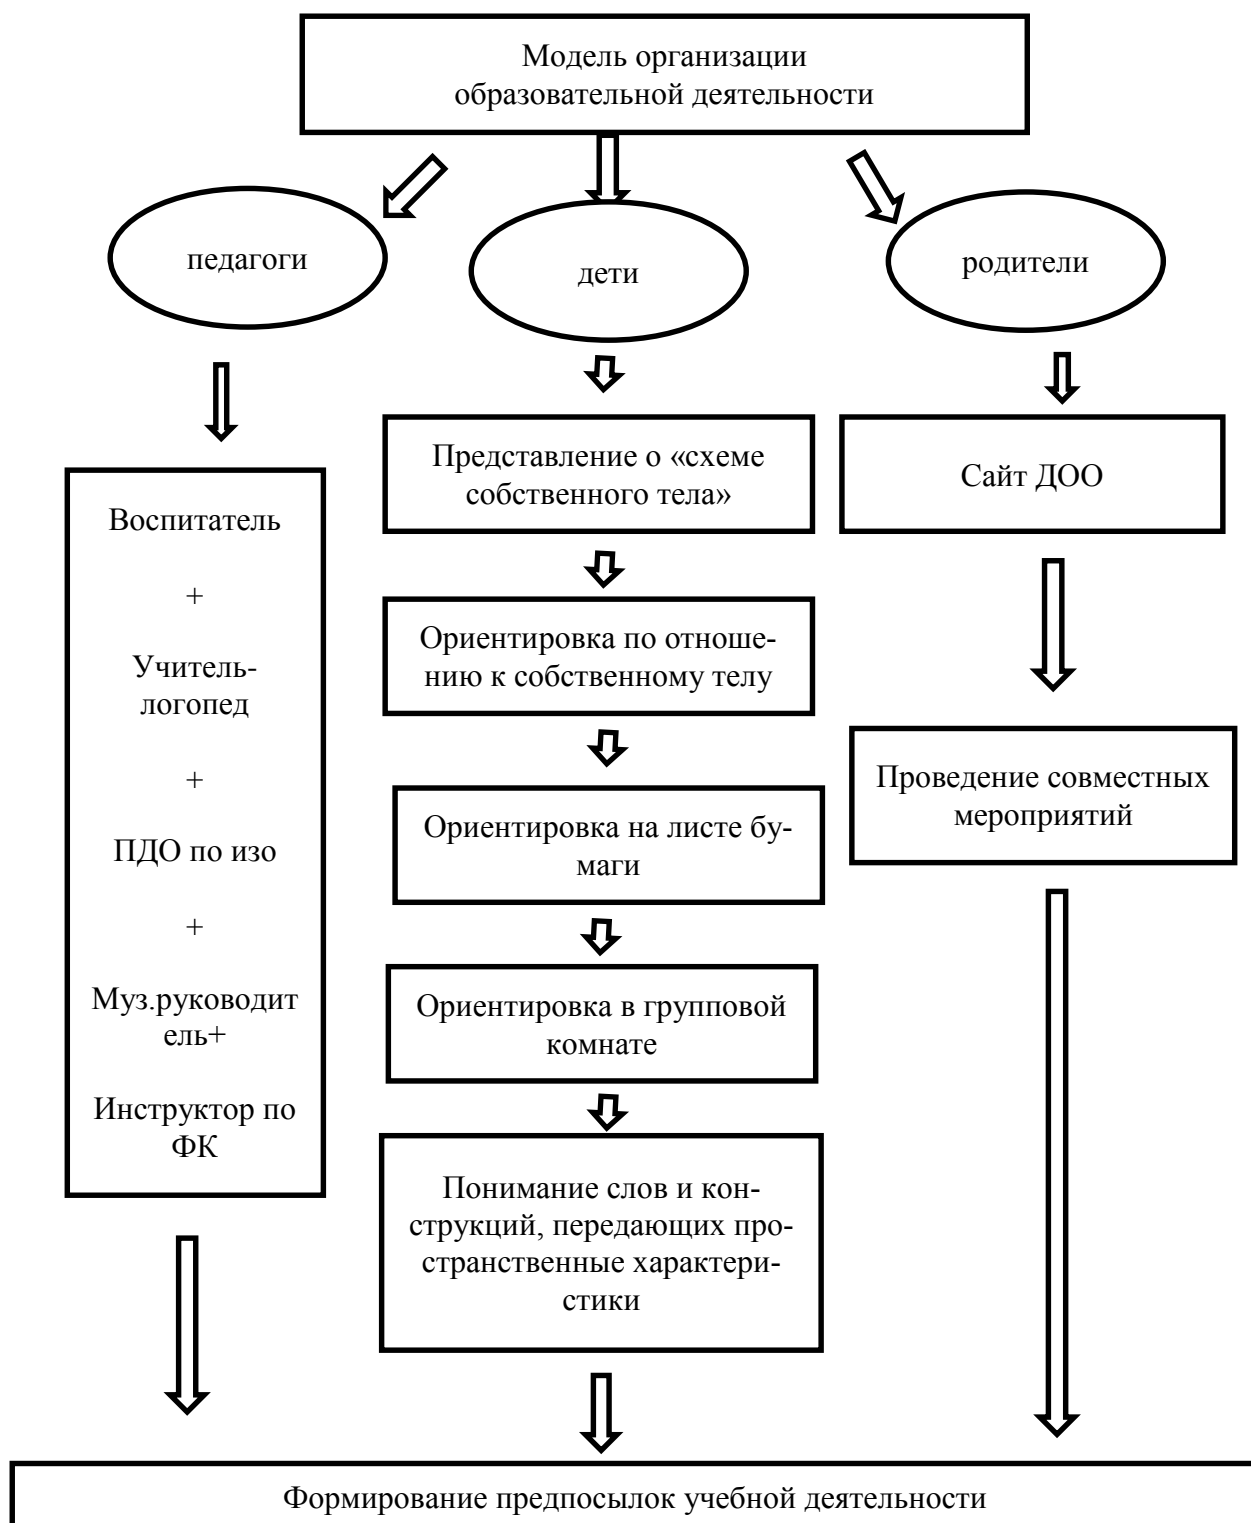 Модель организации
образовательной деятельности
педагоги
дети
родители
Воспитатель
+
Учитель-
логопед
+
ПДО по изо
+
Муз.руководит
ель+
Инструктор по
ФК
Представление о «схеме
собственного тела»
Ориентировка по отноше-
нию к собственному телу
Ориентировка на листе бу-
маги
Ориентировка в групповой
комнате
Понимание слов и кон-
струкций, передающих про-
странственные характери-
стики
Сайт ДОО
Проведение совместных
мероприятий
Формирование предпосылок учебной деятельности